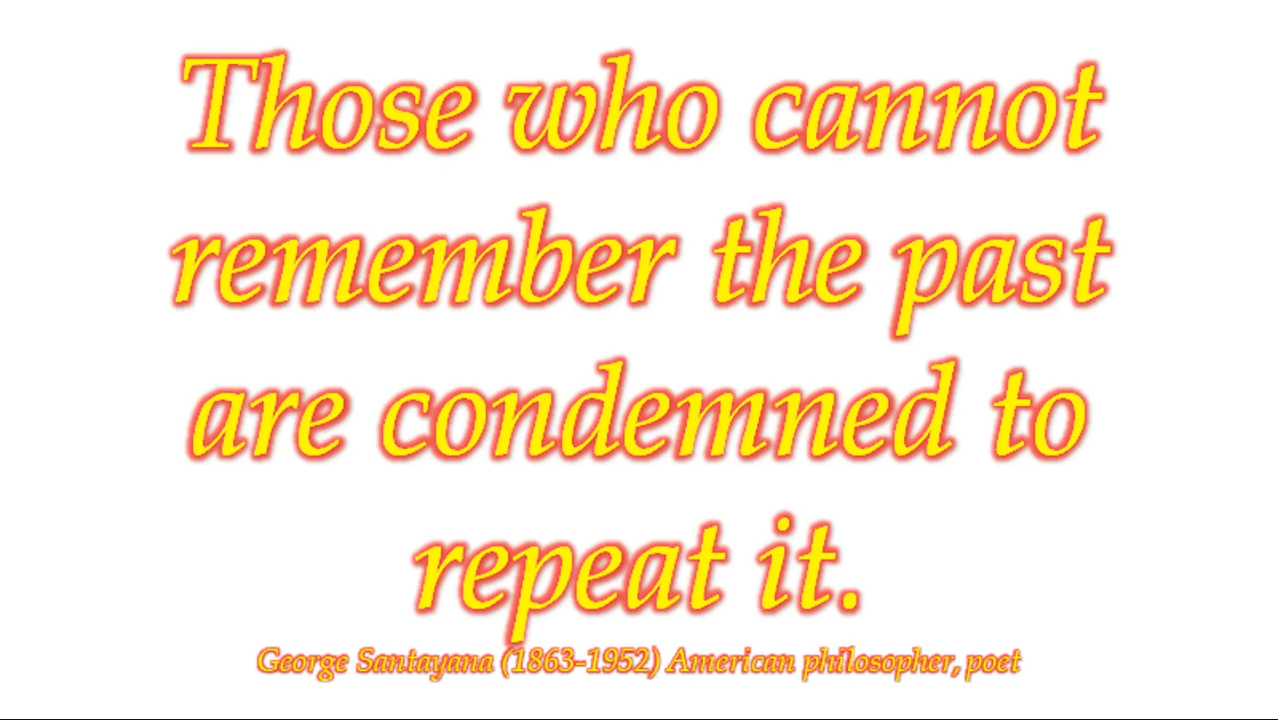 Those who cannot
remember the past
are condemned to
repeat it.
George Santayana (1863-1952) American philosopher, poet